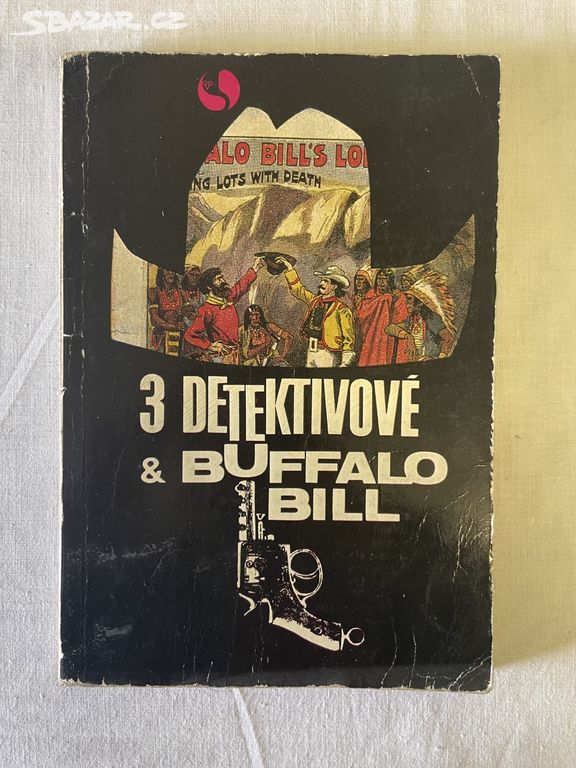 SBAZAR.CZ
ALO BILL'S LO
NG LOTS WITH DEATH
3 DETEKTIVOVÉ
& BUFFALO
BILL